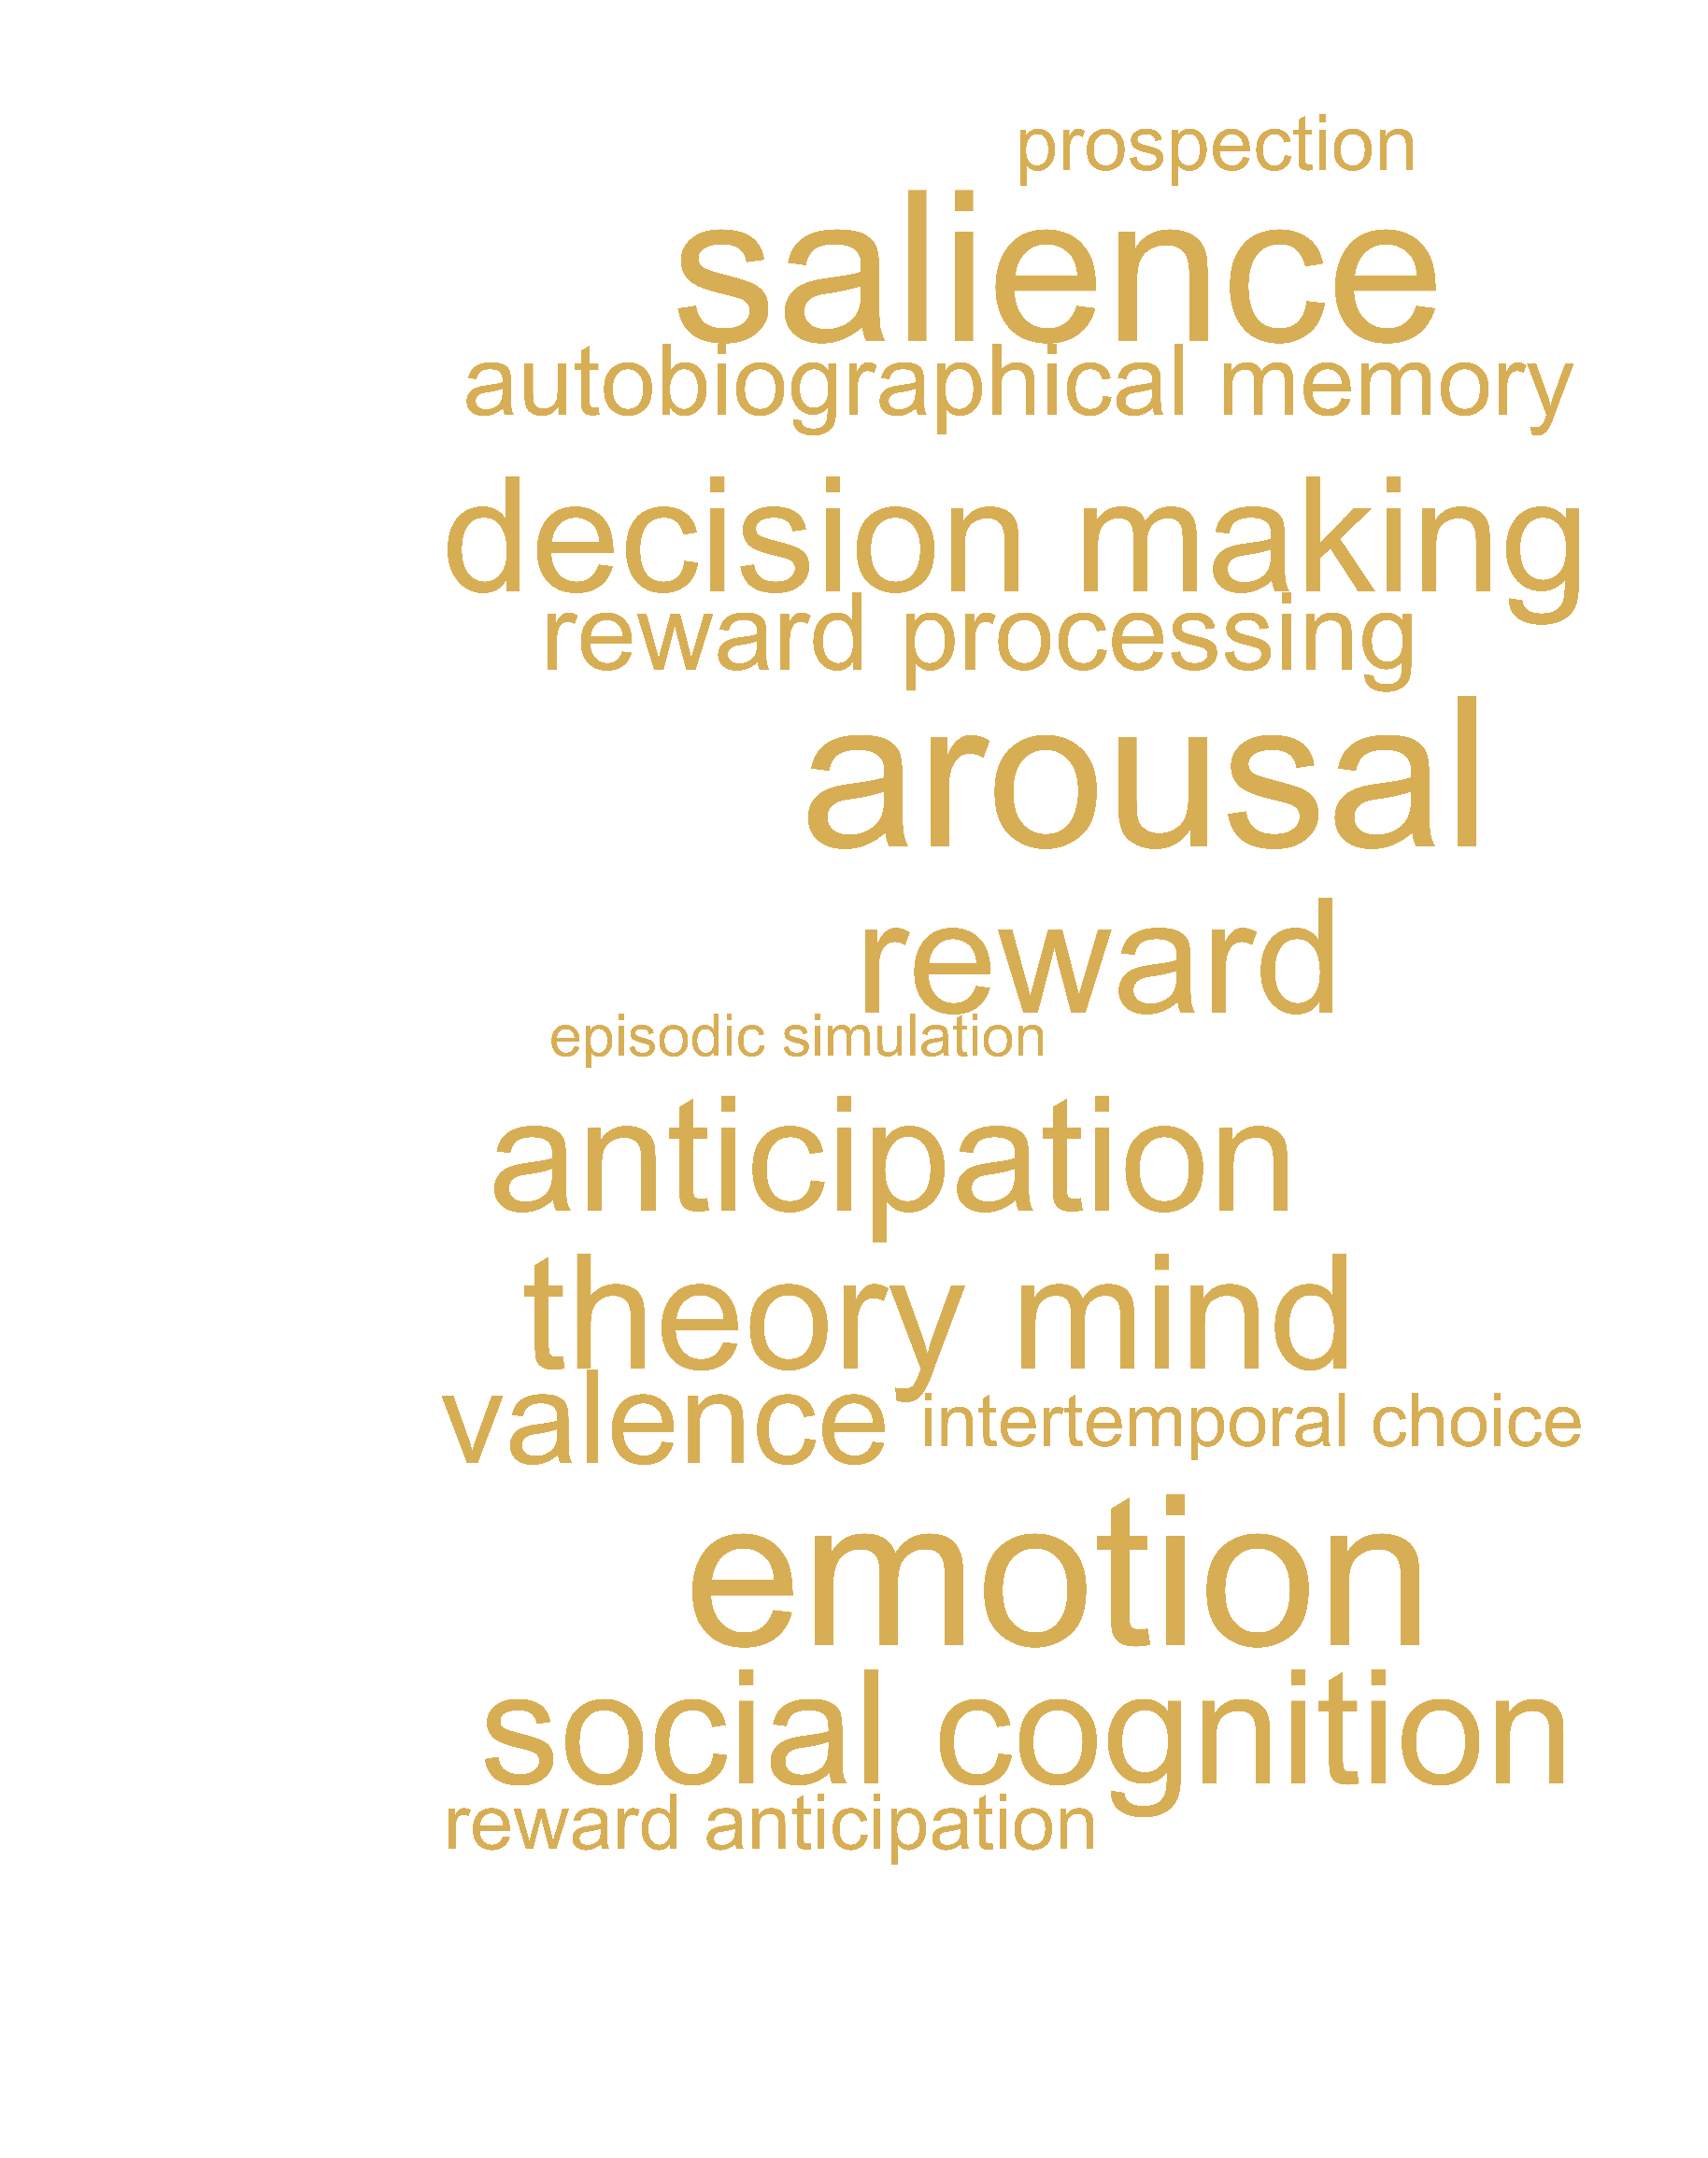 prospection
salience
autobiographical memory
decision making
reward processing
arousal
reward
episodic simulation
anticipation
theory mind
valence intertemporal choice
emotion
social cognition
reward anticipation